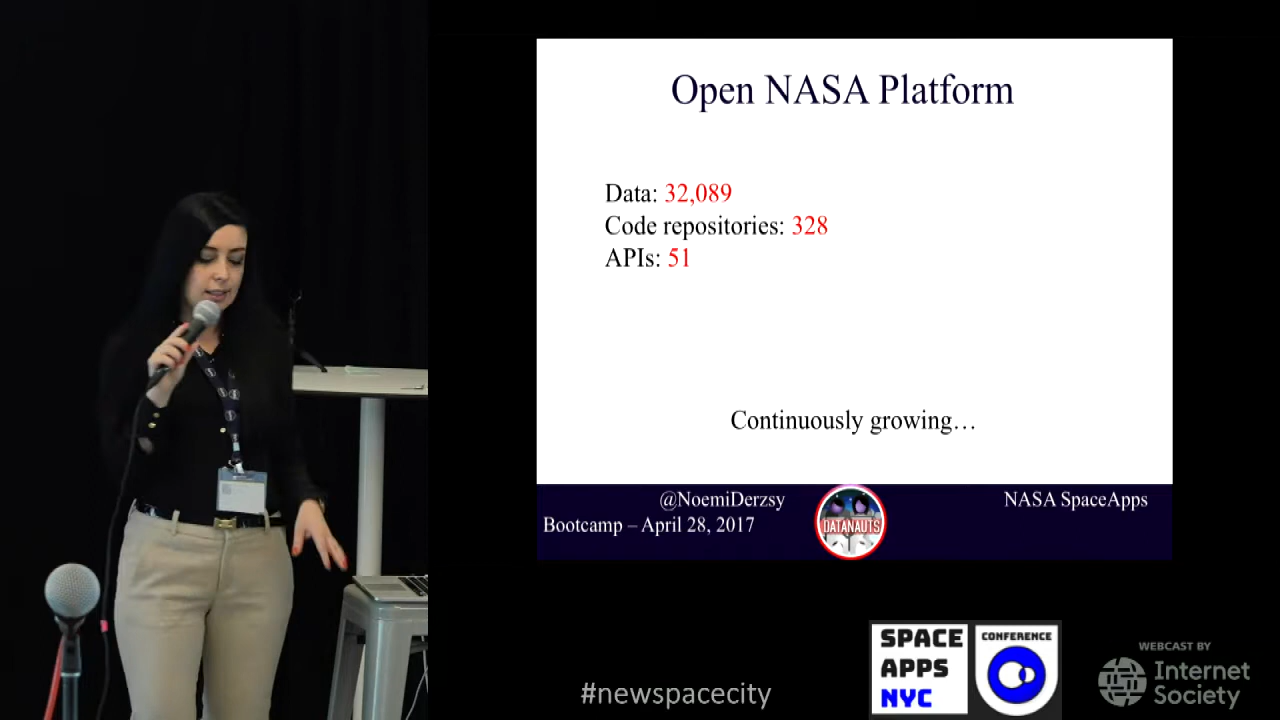 Open NASA Platform
Data: 32,089
Code repositories: 328
APIs: 51
Continuously growing…
@NoemiDerzsy
NASA SpaceApps
Bootcamp – April 28, 2017
DATANAUTS
SPACE
APPS
NYC
CONFERENCE
WEBCAST BY
Internet
Society
#newspacecity